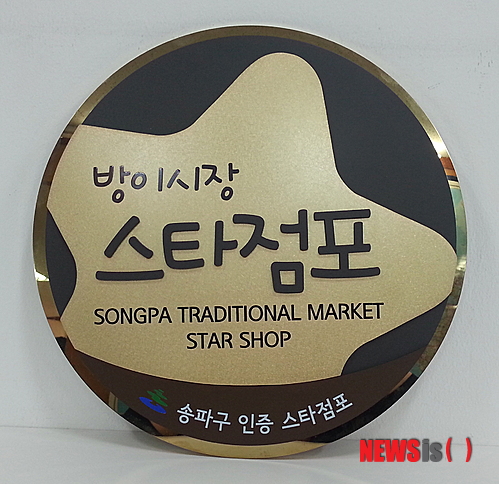 방이시장
스타점포
SONGPA TRADITIONAL MARKET
STAR SHOP
송파구 인증 스타점포
NEWSis( )